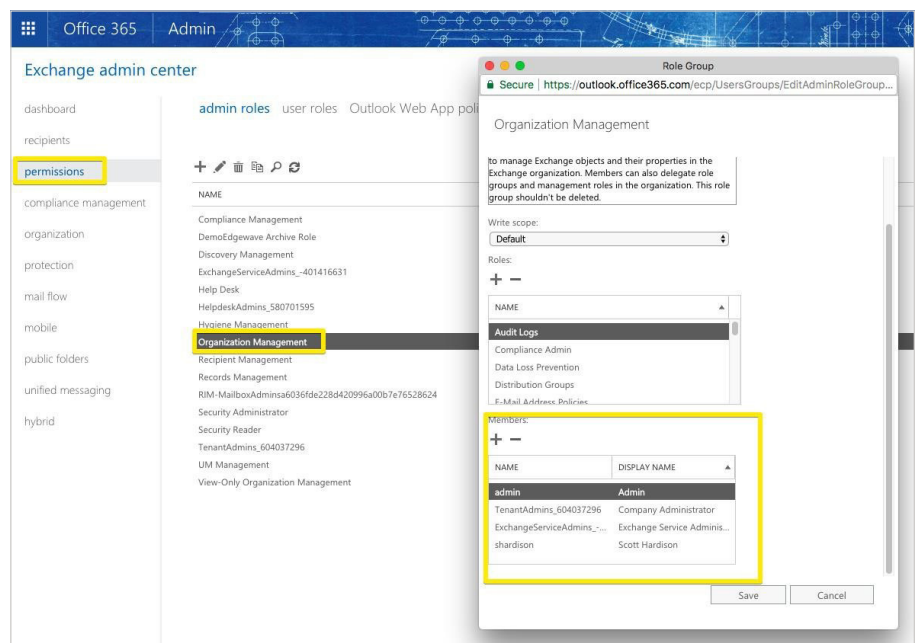 Office 365
Admin
Exchange admin center
dashboard
recipients
permissions
compliance management
organization
protection
mail flow
mobile
public folders
unified messaging
hybrid
admin roles user roles Outlook Web App poli
NAME
Compliance Management
DemoEdgewave Archive Role
Discovery Management
ExchangeServiceAdmins_-401416631
Help Desk
HelpdeskAdmins_580701595
Hygiene Management
Organization Management
Recipient Management
Records Management
RIM-MailboxAdminsa6036fde228d420996a00b7e76528624
Security Administrator
Security Reader
TenantAdmins_604037296
UM Management
View-Only Organization Management
Role Group
Secure https://outlook.office365.com/ecp/UsersGroups/EditAdminRoleGroup...
Organization Management
to manage Exchange objects and their properties in the
Exchange organization. Members can also delegate role
groups and management roles in the organization. This role
group shouldn't be deleted.
Write scope:
Default
Roles:
NAME
Audit Logs
Compliance Admin
Data Loss Prevention
Distribution Groups
E-Mail Address Policies
Members:
NAME DISPLAY NAME
admin Admin
TenantAdmins_604037296 Company Administrator
ExchangeServiceAdmins_-... Exchange Service Adminis...
shardison Scott Hardison
Save Cancel